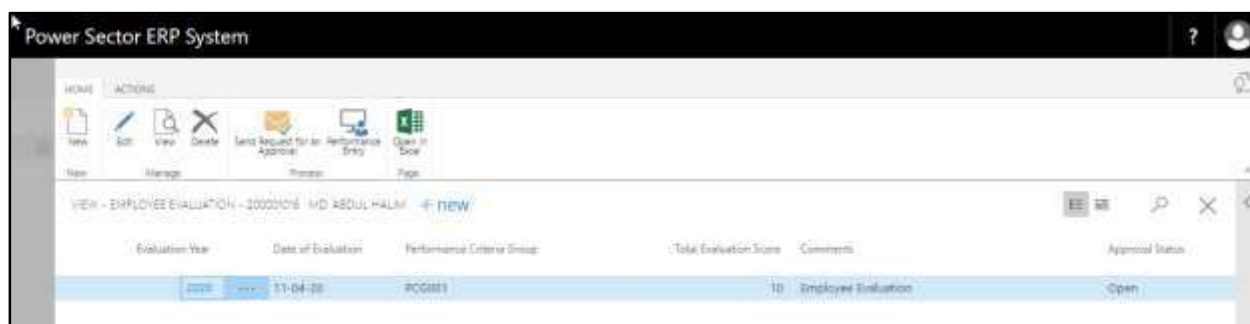 Power Sector ERP System ?
HOME ACTIONS
New Edit View Delete Send Request for an Approval Performance Entry Open in Excel
New Manage Process Page
VIEW - EMPLOYEE EVALUATION - MD ABDUL HALIM + new
Evaluation Year Date of Evaluation Performance Criteria Group Total Evaluation Score Comments Approval Status
2020 ... 11-04-20 PCG001 10 Employee Evaluation Open